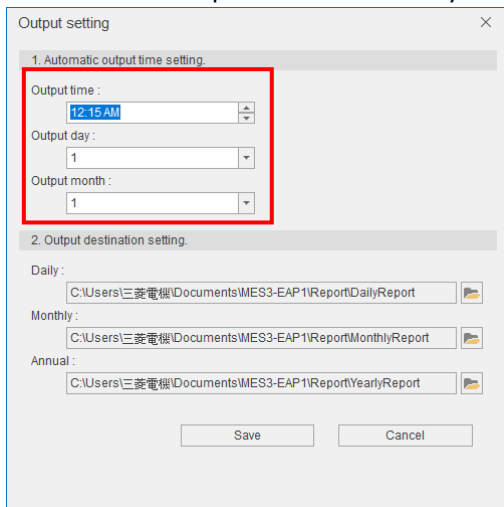 Output setting
1. Automatic output time setting.
Output time :
12:15 AM
Output day :
1
Output month :
1
2. Output destination setting.
Daily :
C:\Users\三菱電機\Documents\MES3-EAP1\Report\DailyReport
Monthly :
C:\Users\三菱電機\Documents\MES3-EAP1\Report\MonthlyReport
Annual :
C:\Users\三菱電機\Documents\MES3-EAP1\Report\YearlyReport
Save Cancel